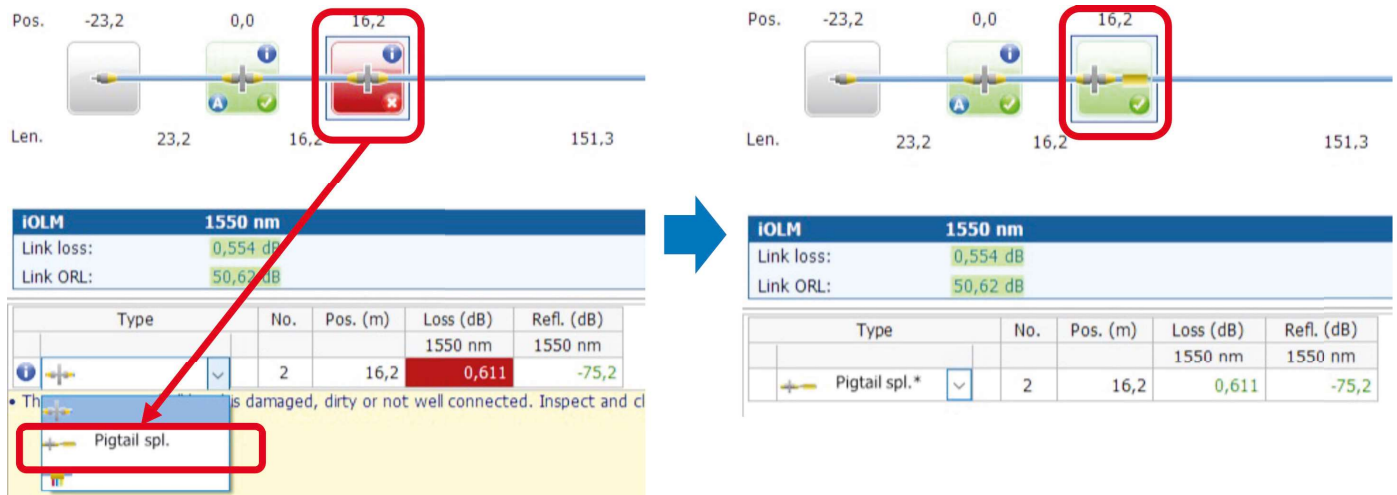 Pos. -23,2 0,0 16,2
i i
A
Len. 23,2 16,2 151,3
iOLM 1550 nm
Link loss: 0,554 dB
Link ORL: 50,62 dB
Type No. Pos. (m) Loss (dB) Refl. (dB)
1550 nm 1550 nm
i 2 16,2 0,611 -75,2
• Th is damaged, dirty or not well connected. Inspect and cl
Pigtail spl.
Pos. -23,2 0,0 16,2
i
A
Len. 23,2 16,2 151,3
iOLM 1550 nm
Link loss: 0,554 dB
Link ORL: 50,62 dB
Type No. Pos. (m) Loss (dB) Refl. (dB)
1550 nm 1550 nm
Pigtail spl.* 2 16,2 0,611 -75,2